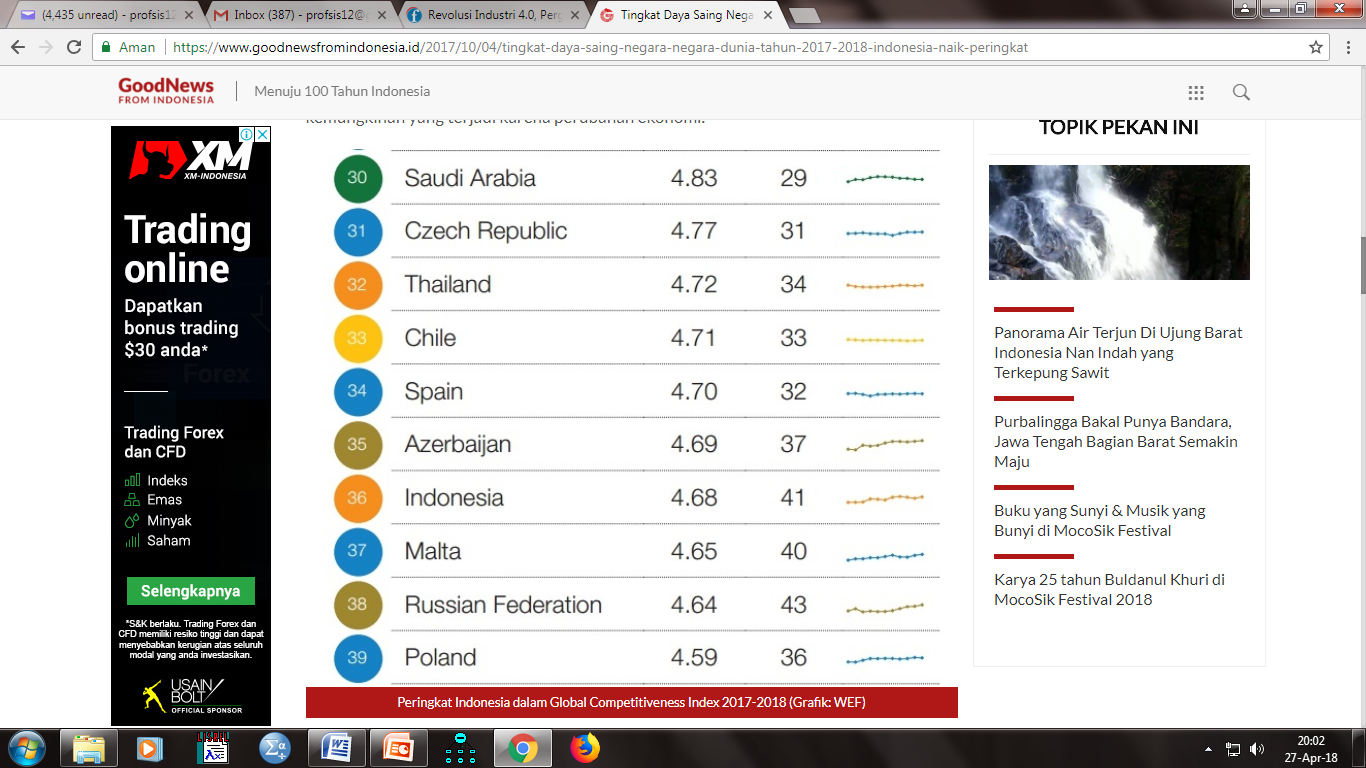 (4,435 unread) - profsis12
Inbox (387) - profsis12@g
Revolusi Industri 4.0, Perg
Tingkat Daya Saing Nega
Aman
https://www.goodnewsfromindonesia.id/2017/10/04/tingkat-daya-saing-negara-negara-dunia-tahun-2017-2018-indonesia-naik-peringkat
GoodNews
FROM INDONESIA
Menuju 100 Tahun Indonesia
kemungkinan yang terjadi karena perubahan ekonomi.
XM
XM-INDONESIA
Trading
online
Dapatkan
bonus trading
$30 anda*
Forex
Trading Forex
dan CFD
Indeks
Emas
Minyak
Saham
Selengkapnya
*S&K berlaku. Trading Forex dan
CFD memiliki resiko tinggi dan dapat
menyebabkan kerugian atas seluruh
modal yang anda investasikan.
USAIN
BOLT
OFFICIAL SPONSOR
30 Saudi Arabia 4.83 29
31 Czech Republic 4.77 31
32 Thailand 4.72 34
33 Chile 4.71 33
34 Spain 4.70 32
35 Azerbaijan 4.69 37
36 Indonesia 4.68 41
37 Malta 4.65 40
38 Russian Federation 4.64 43
39 Poland 4.59 36
Peringkat Indonesia dalam Global Competitiveness Index 2017-2018 (Grafik: WEF)
TOPIK PEKAN INI
Panorama Air Terjun Di Ujung Barat
Indonesia Nan Indah yang
Terkepung Sawit
Purbalingga Bakal Punya Bandara,
Jawa Tengah Bagian Barat Semakin
Maju
Buku yang Sunyi & Musik yang
Bunyi di MocoSik Festival
Karya 25 tahun Buldanul Khuri di
MocoSik Festival 2018
20:02
27-Apr-18